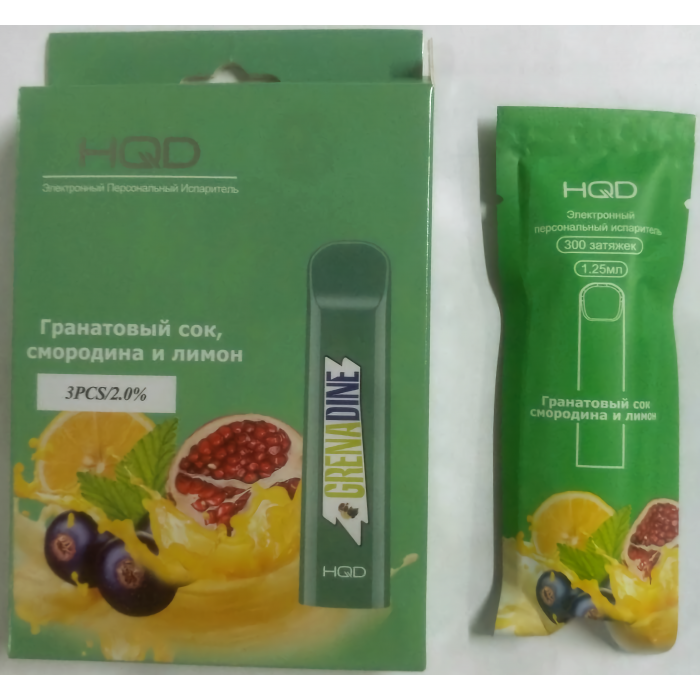 HQD
Электронный Персональный Испаритель
Гранатовый сок,
смородина и лимон
3PCS/2.0%
GRENADINE
HQD
HQD
Электронный
персональный испаритель
300 затяжек
1.25мл
Гранатовый сок
смородина и лимон